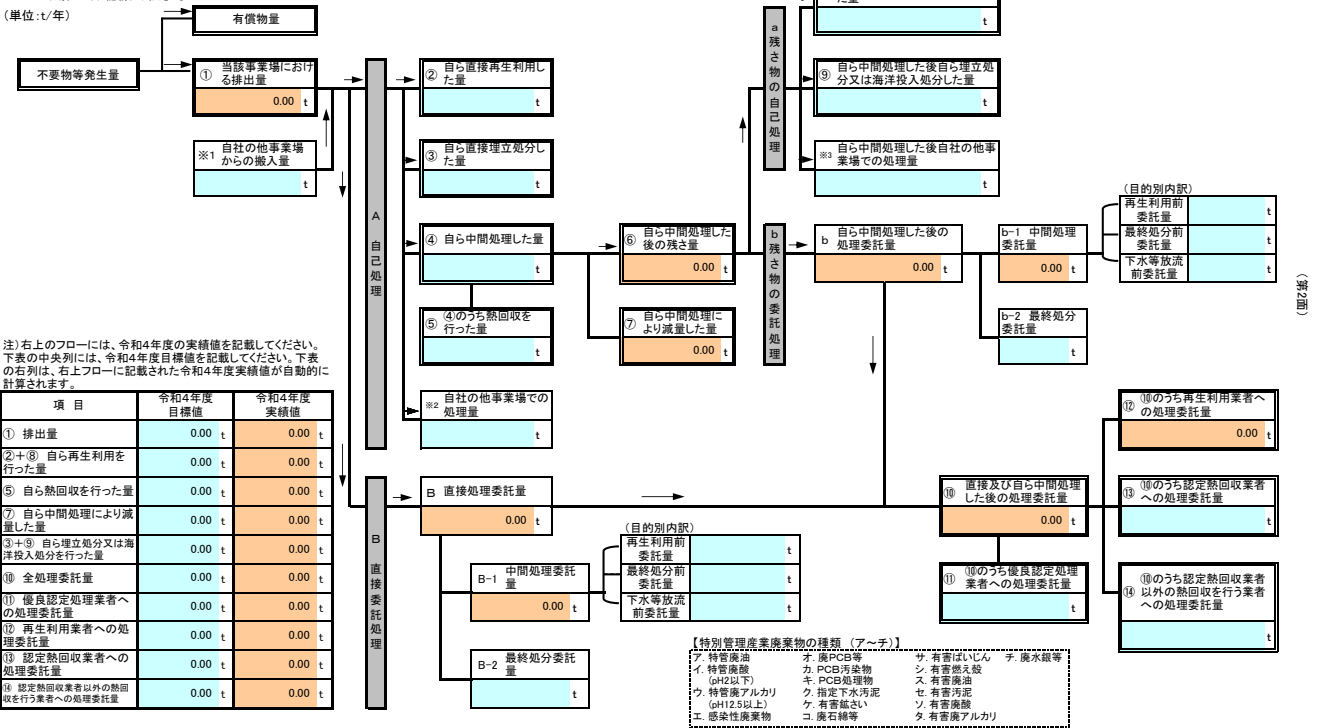 (単位:t/年)
有償物量
不要物等発生量
① 当該事業場におけ
る排出量
0.00 t
※1 自社の他事業場
からの搬入量
t
A 自己処理
② 自ら直接再生利用し
た量
t
③ 自ら直接埋立処分し
た量
t
④ 自ら中間処理した量
t
⑤ ④のうち熱回収を
行った量
t
※2 自社の他事業場での
処理量
t
⑥ 自ら中間処理した
後の残さ量
0.00 t
⑦ 自ら中間処理に
より減量した量
0.00 t
a 残さ物の自己処理
た量
t
⑨ 自ら中間処理した後自ら埋立処
分又は海洋投入処分した量
t
※3 自ら中間処理した後自社の他事
業場での処理量
t
b 残さ物の委託処理
b 自ら中間処理した後の
処理委託量
0.00 t
b-1 中間処理
委託量
0.00 t
(目的別内訳)
再生利用前
委託量
t
最終処分前
委託量
t
下水等放流
前委託量
t
b-2 最終処分
委託量
t
(第2面)
注)右上のフローには、令和4年度の実績値を記載してください。
下表の中央列には、令和4年度目標値を記載してください。下表
の右列は、右上フローに記載された令和4年度実績値が自動的に
計算されます。
項 目 令和4年度 目標値 令和4年度 実績値
① 排出量 0.00 t 0.00 t
②+⑧ 自ら再生利用を
行った量 0.00 t 0.00 t
⑤ 自ら熱回収を行った量 0.00 t 0.00 t
⑦ 自ら中間処理により減
量した量 0.00 t 0.00 t
③+⑨ 自ら埋立処分又は海
洋投入処分を行った量 0.00 t 0.00 t
⑩ 全処理委託量 0.00 t 0.00 t
⑪ 優良認定処理業者へ
の処理委託量 0.00 t 0.00 t
⑫ 再生利用業者への処
理委託量 0.00 t 0.00 t
⑬ 認定熱回収業者への
処理委託量 0.00 t 0.00 t
⑭ 認定熱回収業者以外の熱回
収を行う業者への処理委託量 0.00 t 0.00 t
B 直接委託処理
B 直接処理委託量
0.00 t
B-1 中間処理委託
量
0.00 t
(目的別内訳)
再生利用前
委託量
t
最終処分前
委託量
t
下水等放流
前委託量
t
B-2 最終処分委託
量
t
⑩ 直接及び自ら中間処理
した後の処理委託量
0.00 t
⑪ ⑩のうち優良認定処理
業者への処理委託量
t
⑫ ⑩のうち再生利用業者へ
の処理委託量
0.00 t
⑬ ⑩のうち認定熱回収業者
への処理委託量
t
⑭ ⑩のうち認定熱回収業者
以外の熱回収を行う業者
への処理委託量
t
【特別管理産業廃棄物の種類 (ア~チ)】
ア. 特管廃油 オ. 廃PCB等 サ. 有害ばいじん チ. 廃水銀等
イ. 特管廃酸 カ. PCB汚染物 シ. 有害燃え殻
(pH2以下) キ. PCB処理物 ス. 有害廃油
ウ. 特管廃アルカリ ク. 指定下水汚泥 セ. 有害汚泥
(pH12.5以上) ケ. 有害鉱さい ソ. 有害廃酸
エ. 感染性廃棄物 コ. 廃石綿等 タ. 有害廃アルカリ